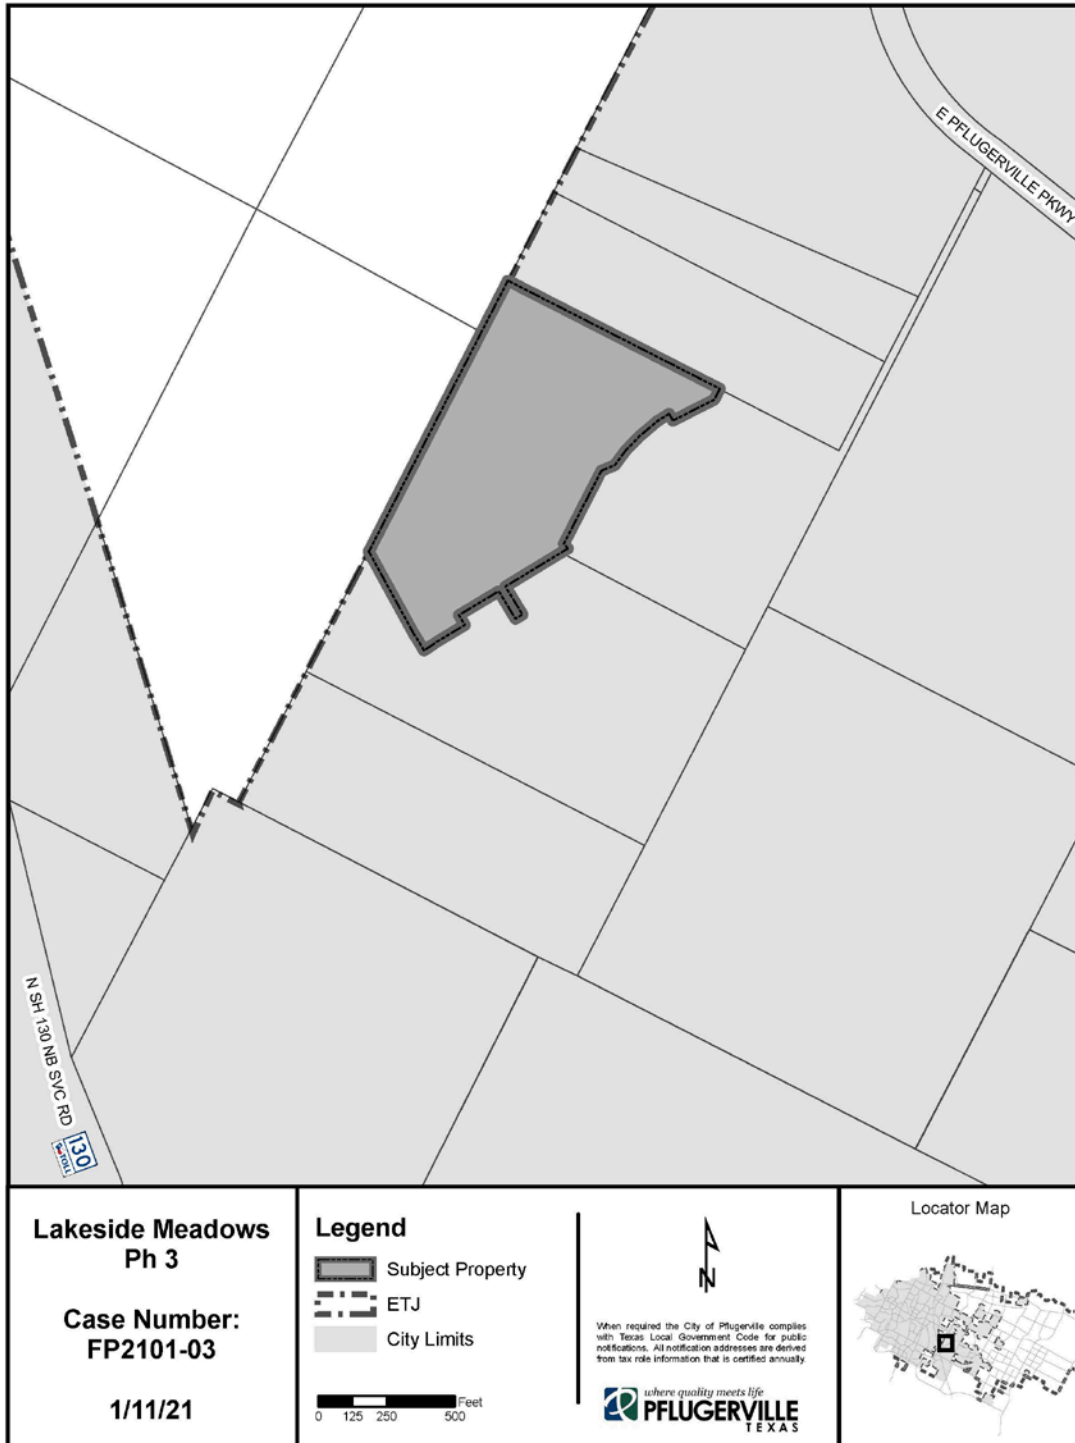 E PFLUGERVILLE PKWY
N SH 130 NB SVC RD
130
TOLL
Lakeside Meadows
Ph 3
Case Number:
FP2101-03
1/11/21
Legend
Subject Property
ETJ
City Limits
Feet
0 125 250 500
N
When required the City of Pflugerville complies
with Texas Local Government Code for public
notifications. All notification addresses are derived
from tax role information that is certified annually.
where quality meets life
PFLUGERVILLE
TEXAS
Locator Map